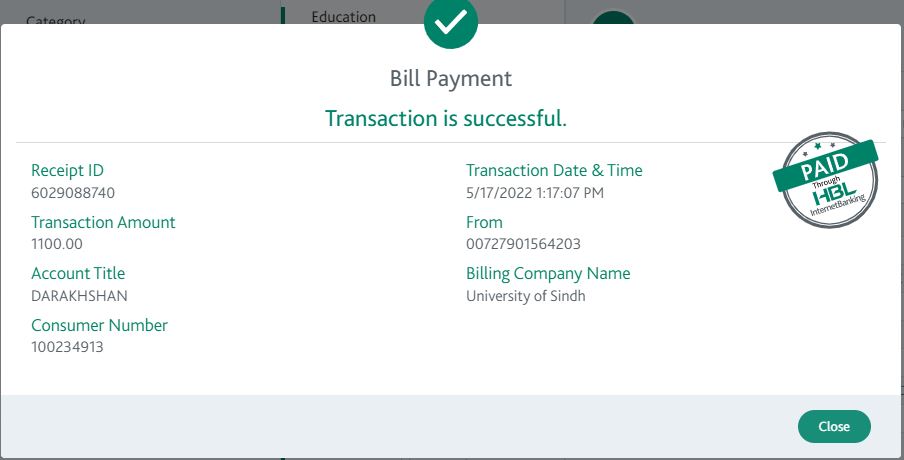 Category
Education
Bill Payment
Transaction is successful.
Receipt ID
6029088740
Transaction Date & Time
5/17/2022 1:17:07 PM
Transaction Amount
1100.00
From
00727901564203
Account Title
DARAKHSHAN
Billing Company Name
University of Sindh
Consumer Number
100234913
PAID
Through
HBL
InternetBanking
Close